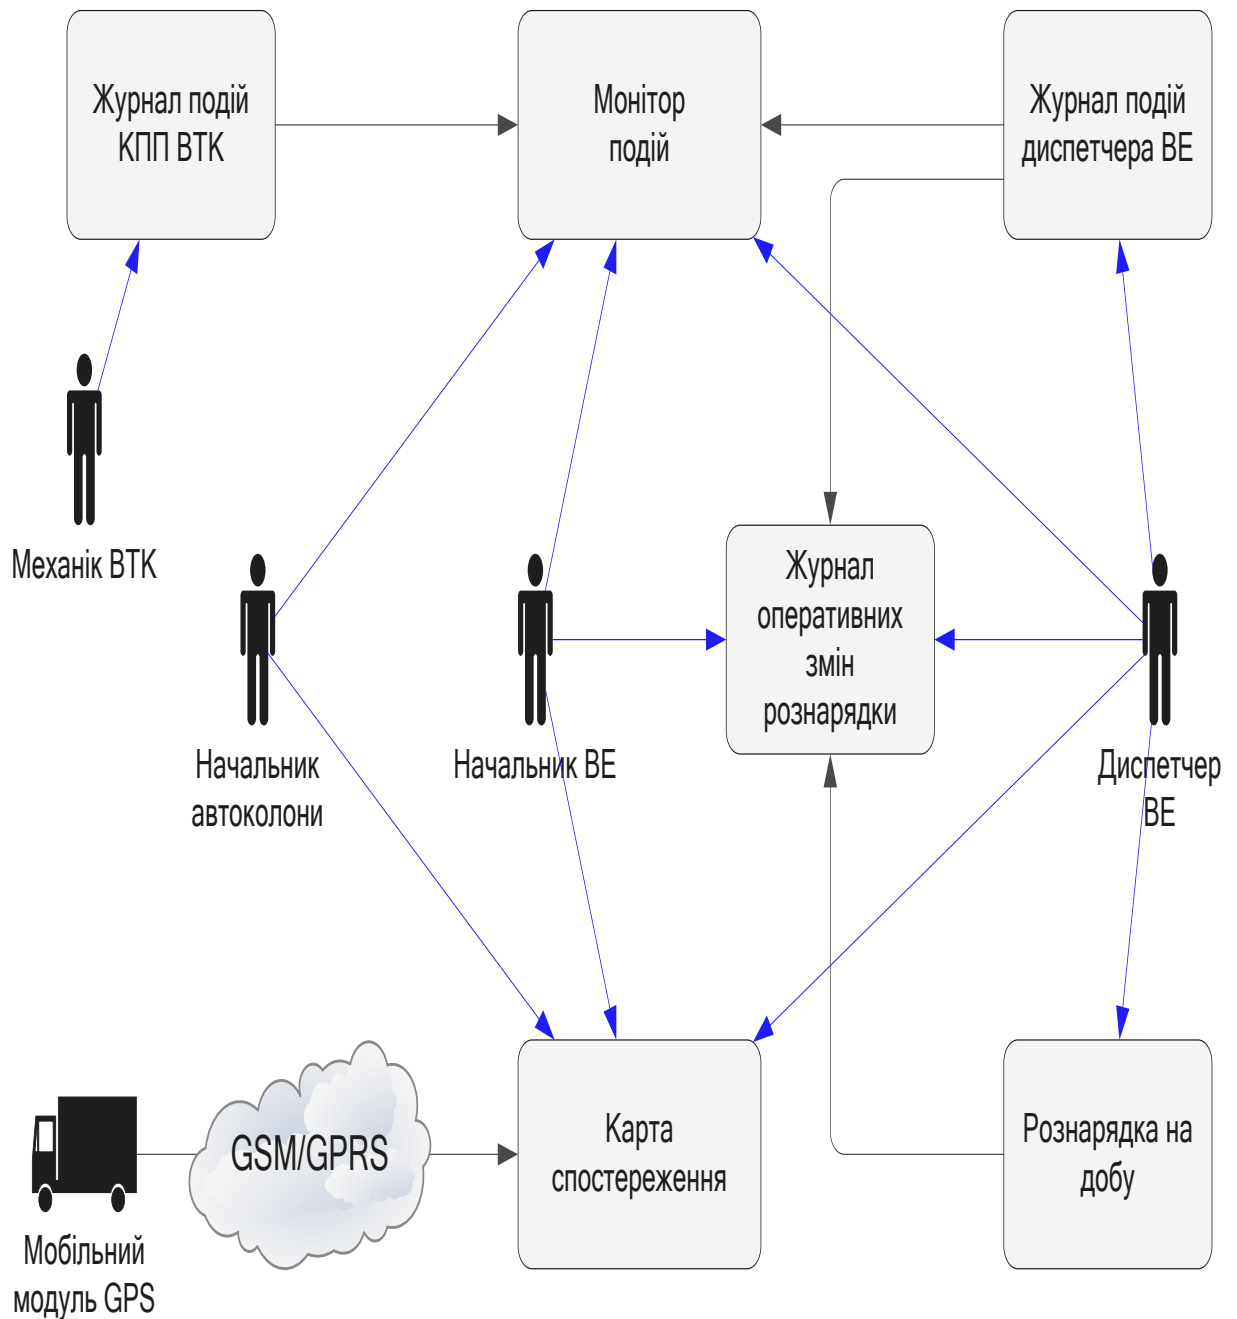 Журнал подій
КПП ВТК
Монітор
подій
Журнал подій
диспетчера ВЕ
Механік ВТК
Журнал
оперативних
змін
рознарядки
Начальник
автоколони
Начальник ВЕ
Диспетчер
ВЕ
GSM/GPRS
Карта
спостереження
Рознарядка на
добу
Мобільний
модуль GPS